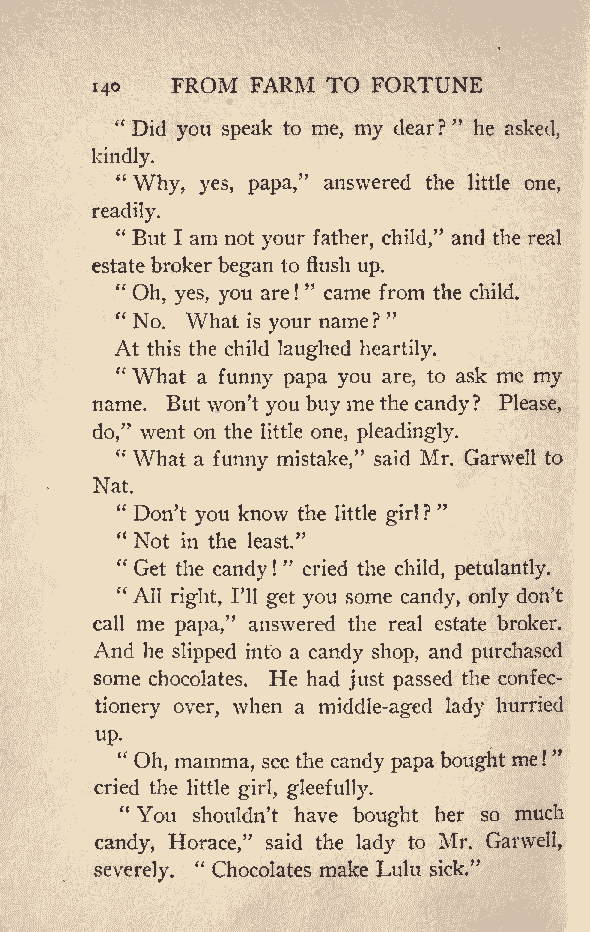 140 FROM FARM TO FORTUNE
“ Did you speak to me, my dear? ” he asked,
kindly.
“ Why, yes, papa,” answered the little one,
readily.
“ But I am not your father, child,” and the real
estate broker began to flush up.
“ Oh, yes, you are! ” came from the child.
“ No. What is your name? ”
At this the child laughed heartily.
“ What a funny papa you are, to ask me my
name. But won’t you buy me the candy? Please,
do,” went on the little one, pleadingly.
“ What a funny mistake,” said Mr. Garwell to
Nat.
“ Don’t you know the little girl? ”
“ Not in the least.”
“ Get the candy! ” cried the child, petulantly.
“ All right, I’ll get you some candy, only don’t
call me papa,” answered the real estate broker.
And he slipped into a candy shop, and purchased
some chocolates. He had just passed the confec-
tionery over, when a middle-aged lady hurried
up.
“ Oh, mamma, see the candy papa bought me! ”
cried the little girl, gleefully.
“ You shouldn’t have bought her so much
candy, Horace,” said the lady to Mr. Garwell,
severely. “ Chocolates make Lulu sick.”